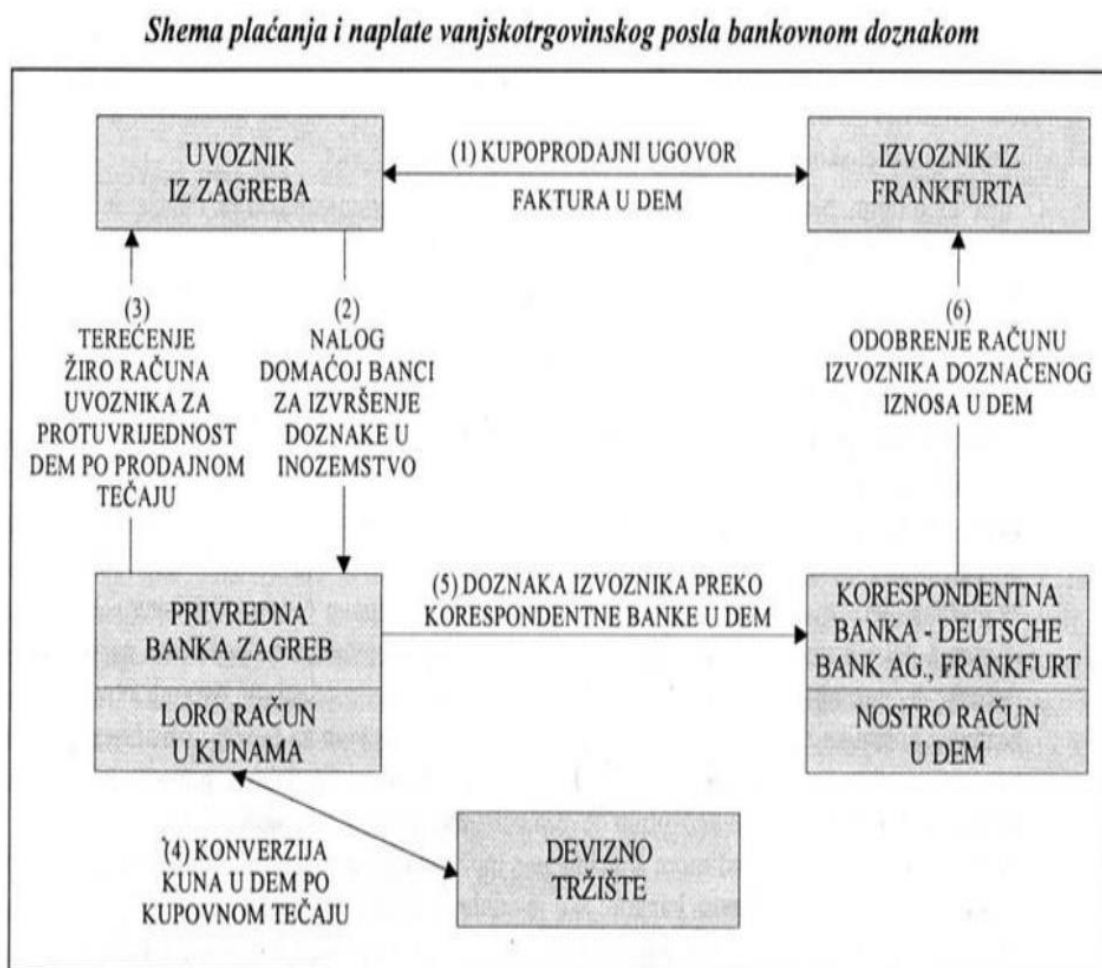 Shema plaćanja i naplate vanjskotrgovinskog posla bankovnom doznakom
UVOZNIK
IZ ZAGREBA
(1) KUPOPRODAJNI UGOVOR
FAKTURA U DEM
IZVOZNIK IZ
FRANKFURTA
(3)
TEREĆENJE
ŽIRO RAČUNA
UVOZNIKA ZA
PROTUVRIJEDNOST
DEM PO PRODAJNOM
TEČAJU
(2)
NALOG
DOMAĆOJ BANCI
ZA IZVRŠENJE
DOZNAKE U
INOZEMSTVO
(6)
ODOBRENJE RAČUNU
IZVOZNIKA DOZNAČENOG
IZNOSA U DEM
PRIVREDNA
BANKA ZAGREB
LORO RAČUN
U KUNAMA
(5) DOZNAKA IZVOZNIKA PREKO
KORESPONDENTNE BANKE U DEM
KORESPONDENTNA
BANKA - DEUTSCHE
BANK AG., FRANKFURT
NOSTRO RAČUN
U DEM
(4) KONVERZIJA
KUNA U DEM PO
KUPOVNOM TEČAJU
DEVIZNO
TRŽIŠTE